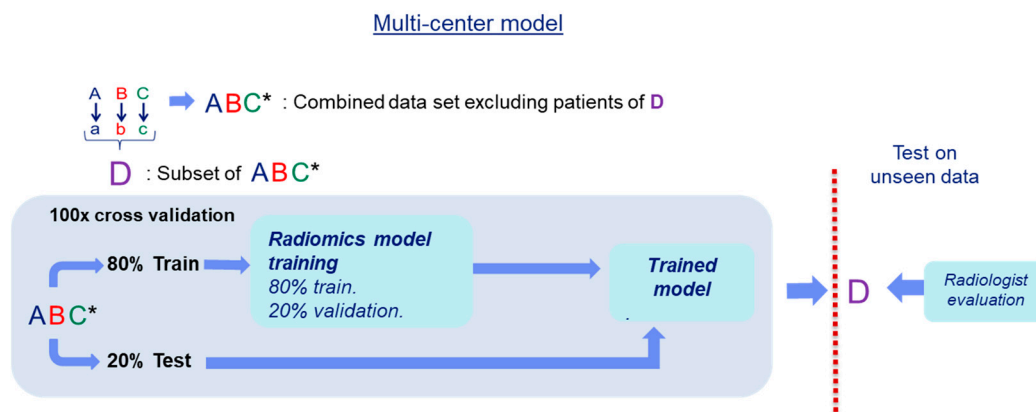 Multi-center model
A B C
a b c
ABC* : Combined data set excluding patients of D
D : Subset of ABC*
Test on
unseen data
100x cross validation
80% Train
Radiomics model
training
80% train.
20% validation.
Trained
model
.
ABC*
20% Test
D
Radiologist
evaluation